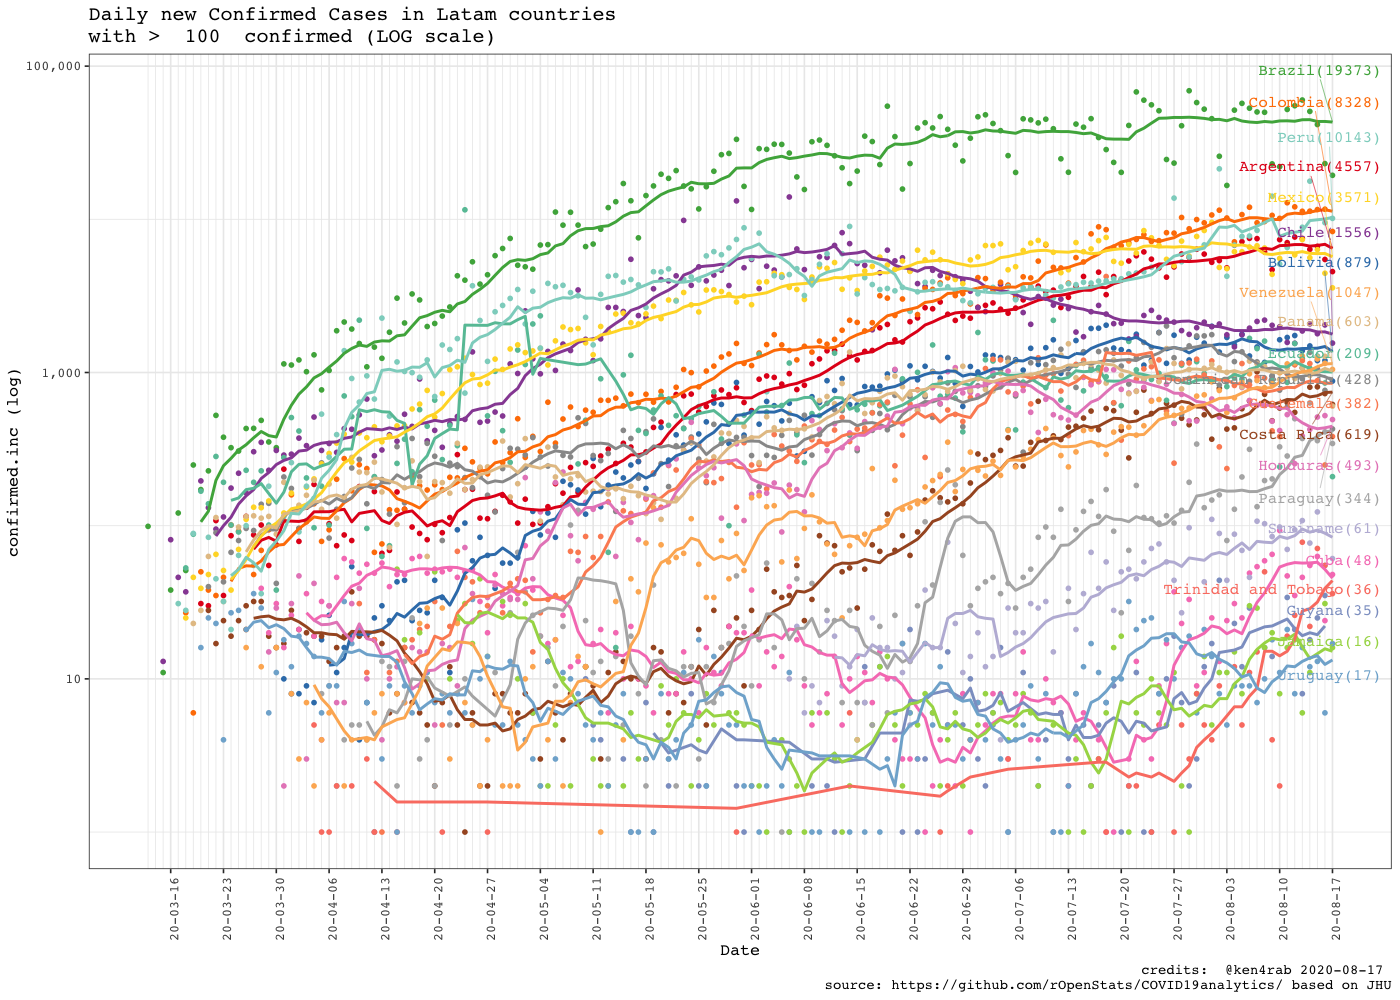 Daily new Confirmed Cases in Latam countries
with >  100  confirmed (LOG scale)
100,000
1,000
10
confirmed.inc (log)
Brazil(19373)
Colombia(8328)
Peru(10143)
Argentina(4557)
Mexico(3571)
Chile(1556)
Bolivia(879)
Venezuela(1047)
Panama(603)
Ecuador(209)
Dominican Republic(428)
Guatemala(382)
Costa Rica(619)
Honduras(493)
Paraguay(344)
Suriname(61)
Cuba(48)
Trinidad and Tobago(36)
Guyana(35)
Jamaica(16)
Uruguay(17)
20-03-16
20-03-23
20-03-30
20-04-06
20-04-13
20-04-20
20-04-27
20-05-04
20-05-11
20-05-18
20-05-25
20-06-01
20-06-08
20-06-15
20-06-22
20-06-29
20-07-06
20-07-13
20-07-20
20-07-27
20-08-03
20-08-10
20-08-17
Date
credits:  @ken4rab 2020-08-17
source: https://github.com/rOpenStats/COVID19analytics/ based on JHU